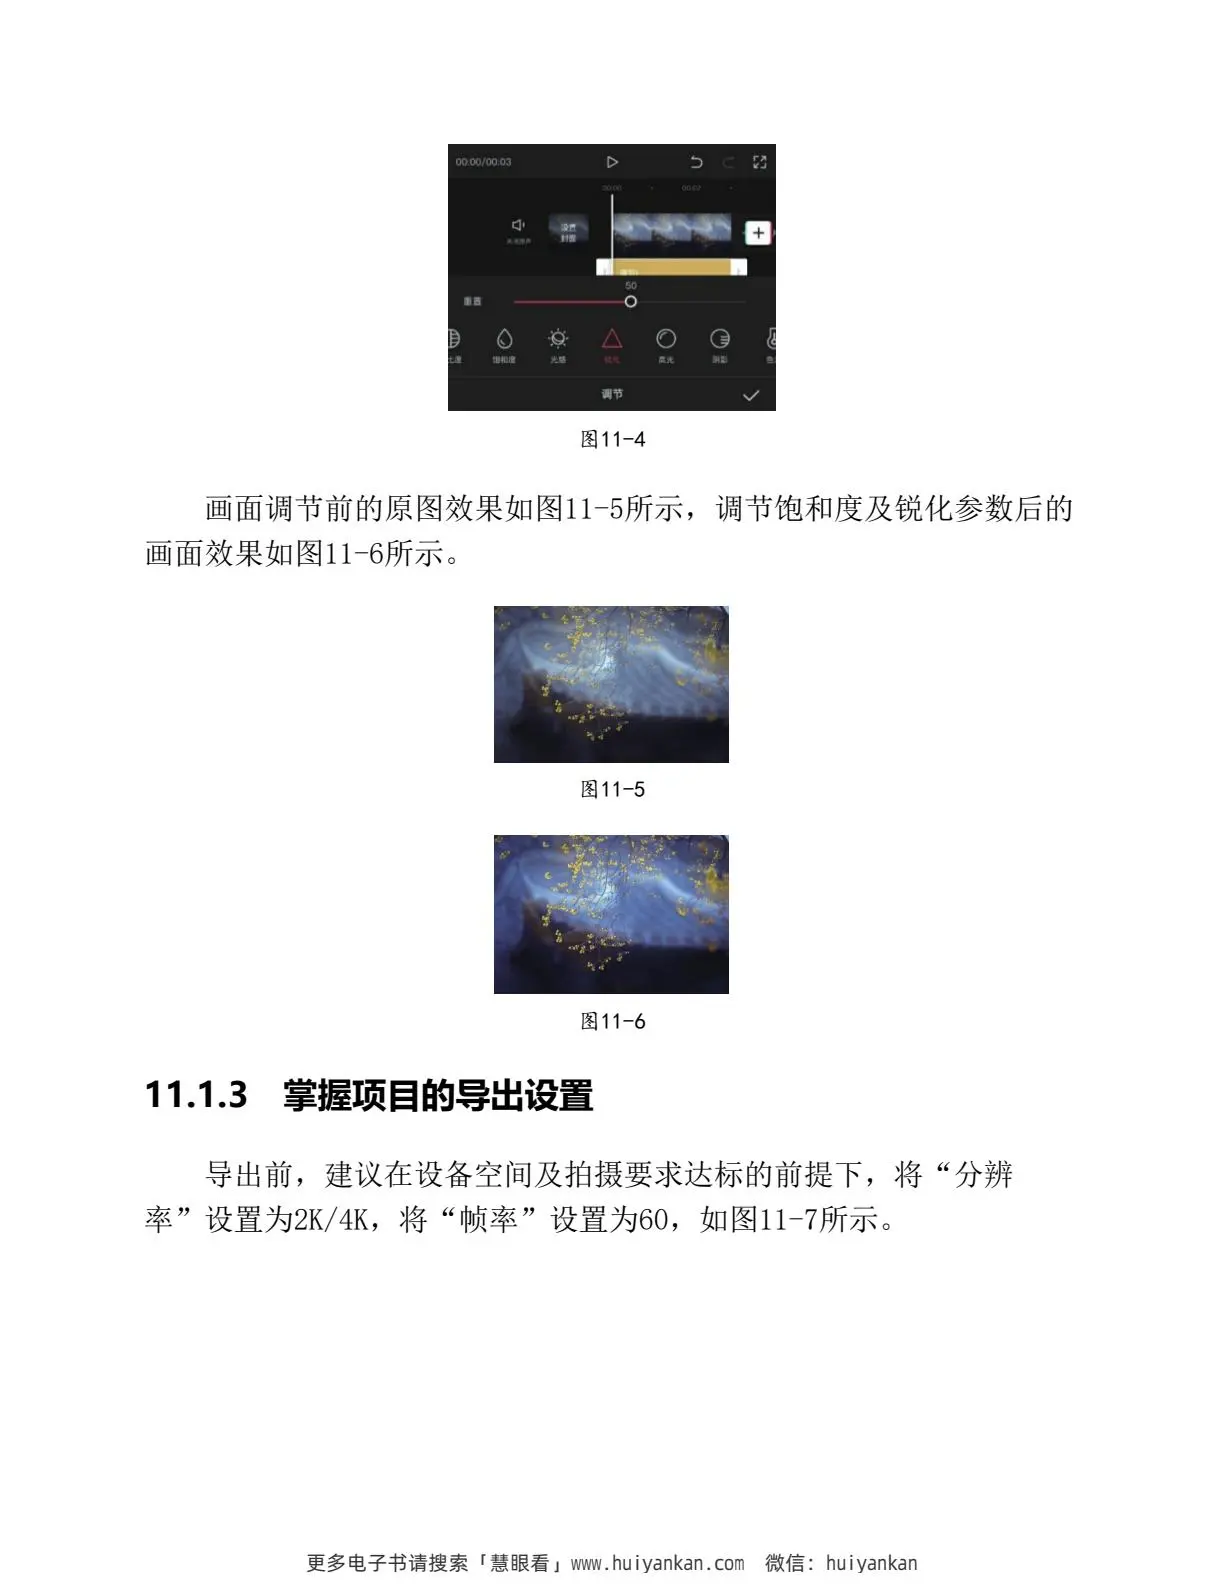 00:00/00:03
00:00
00:02
设置
封面
50
重置
饱和度
光感
锐化
高光
阴影
调节
图11-4
画面调节前的原图效果如图11-5所示，调节饱和度及锐化参数后的
画面效果如图11-6所示。
图11-5
图11-6
11.1.3 掌握项目的导出设置
导出前，建议在设备空间及拍摄要求达标的前提下，将“分辨
率”设置为2K/4K，将“帧率”设置为60，如图11-7所示。
更多电子书请搜索「慧眼看」www.huiyankan.com 微信：huiyankan